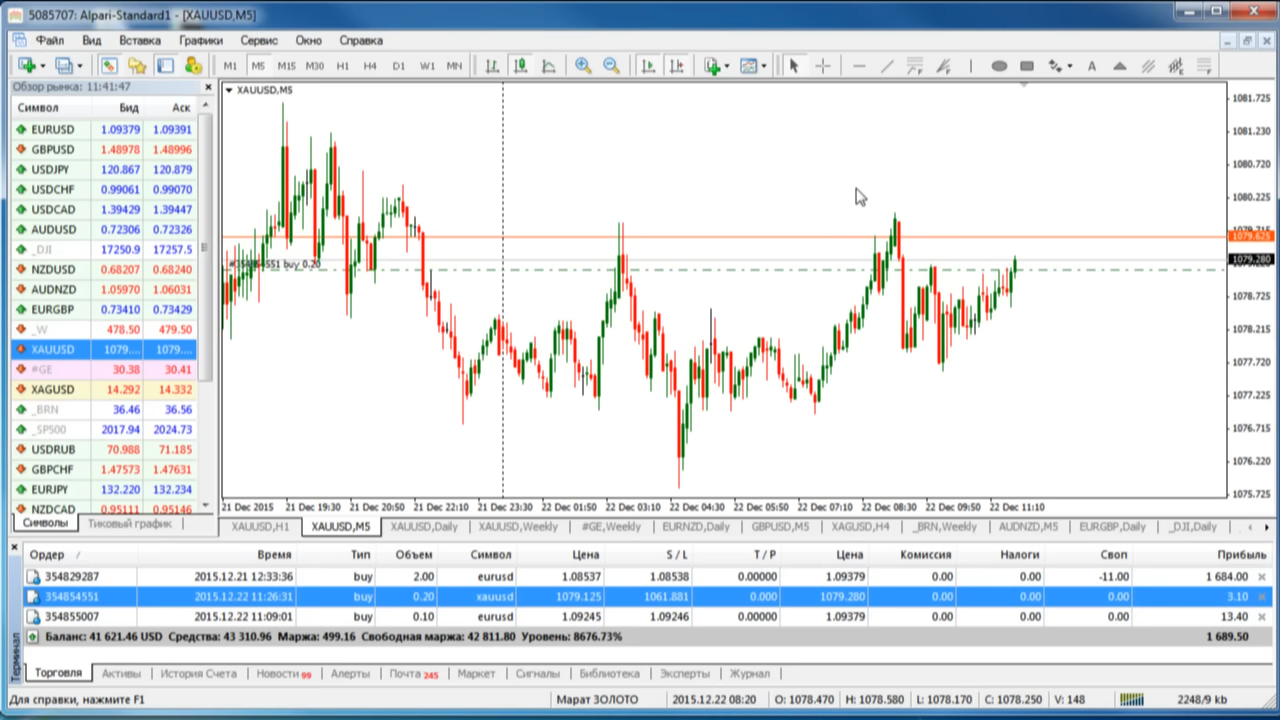 5085707: Alpari-Standard1 - [XAUUSD,M5]
Файл Вид Вставка Графики Сервис Окно Справка
M1 M5 M15 M30 H1 H4 D1 W1 MN
Обзор рынка: 11:41:47
Символ Бид Аск
EURUSD 1.09379 1.09391
GBPUSD 1.48978 1.48996
USDJPY 120.867 120.879
USDCHF 0.99061 0.99070
USDCAD 1.39429 1.39447
AUDUSD 0.72306 0.72326
_DJI 17250.9 17257.5
NZDUSD 0.68207 0.68240
AUDNZD 1.05970 1.06031
EURGBP 0.73410 0.73429
_W 478.50 479.50
XAUUSD 1079.... 1079....
#GE 30.38 30.41
XAGUSD 14.292 14.332
_BRN 36.46 36.56
_SP500 2017.94 2024.73
USDRUB 70.988 71.185
GBPCHF 1.47573 1.47631
EURJPY 132.220 132.234
NZDCAD 0.95111 0.95146
Символы Тиковый график
XAUUSD,M5
#354854551 buy 0.20
1081.725
1081.230
1080.720
1080.225
1079.715
1079.625
1079.280
1078.725
1078.215
1077.720
1077.225
1076.715
1076.220
1075.725
21 Dec 2015 21 Dec 19:30 21 Dec 20:50 21 Dec 22:10 21 Dec 23:30 22 Dec 01:50 22 Dec 03:10 22 Dec 04:30 22 Dec 05:50 22 Dec 07:10 22 Dec 08:30 22 Dec 09:50 22 Dec 11:10
XAUUSD,H1 XAUUSD,M5 XAUUSD,Daily XAUUSD,Weekly #GE,Weekly EURNZD,Daily GBPUSD,M5 XAGUSD,H4 _BRN,Weekly AUDNZD,M5 EURGBP,Daily _DJI,Daily
Ордер / Время Тип Объем Символ Цена S / L T / P Цена Комиссия Налоги Своп Прибыль
354829287 2015.12.21 12:33:36 buy 2.00 eurusd 1.08537 1.08538 0.00000 1.09379 0.00 0.00 -11.00 1 684.00
354854551 2015.12.22 11:26:31 buy 0.20 xauusd 1079.125 1061.881 0.000 1079.280 0.00 0.00 0.00 3.10
354855007 2015.12.22 11:09:01 buy 0.10 eurusd 1.09245 1.09246 0.00000 1.09379 0.00 0.00 0.00 13.40
Баланс: 41 621.46 USD Средства: 43 310.96 Маржа: 499.16 Свободная маржа: 42 811.80 Уровень: 8676.73% 1 689.50
Терминал
Торговля Активы История Счета Новости 99 Алерты Почта 245 Маркет Сигналы Библиотека Эксперты Журнал
Для справки, нажмите F1 Марат ЗОЛОТО 2015.12.22 08:20 O: 1078.470 H: 1078.580 L: 1078.170 C: 1078.250 V: 148 2248/9 kb